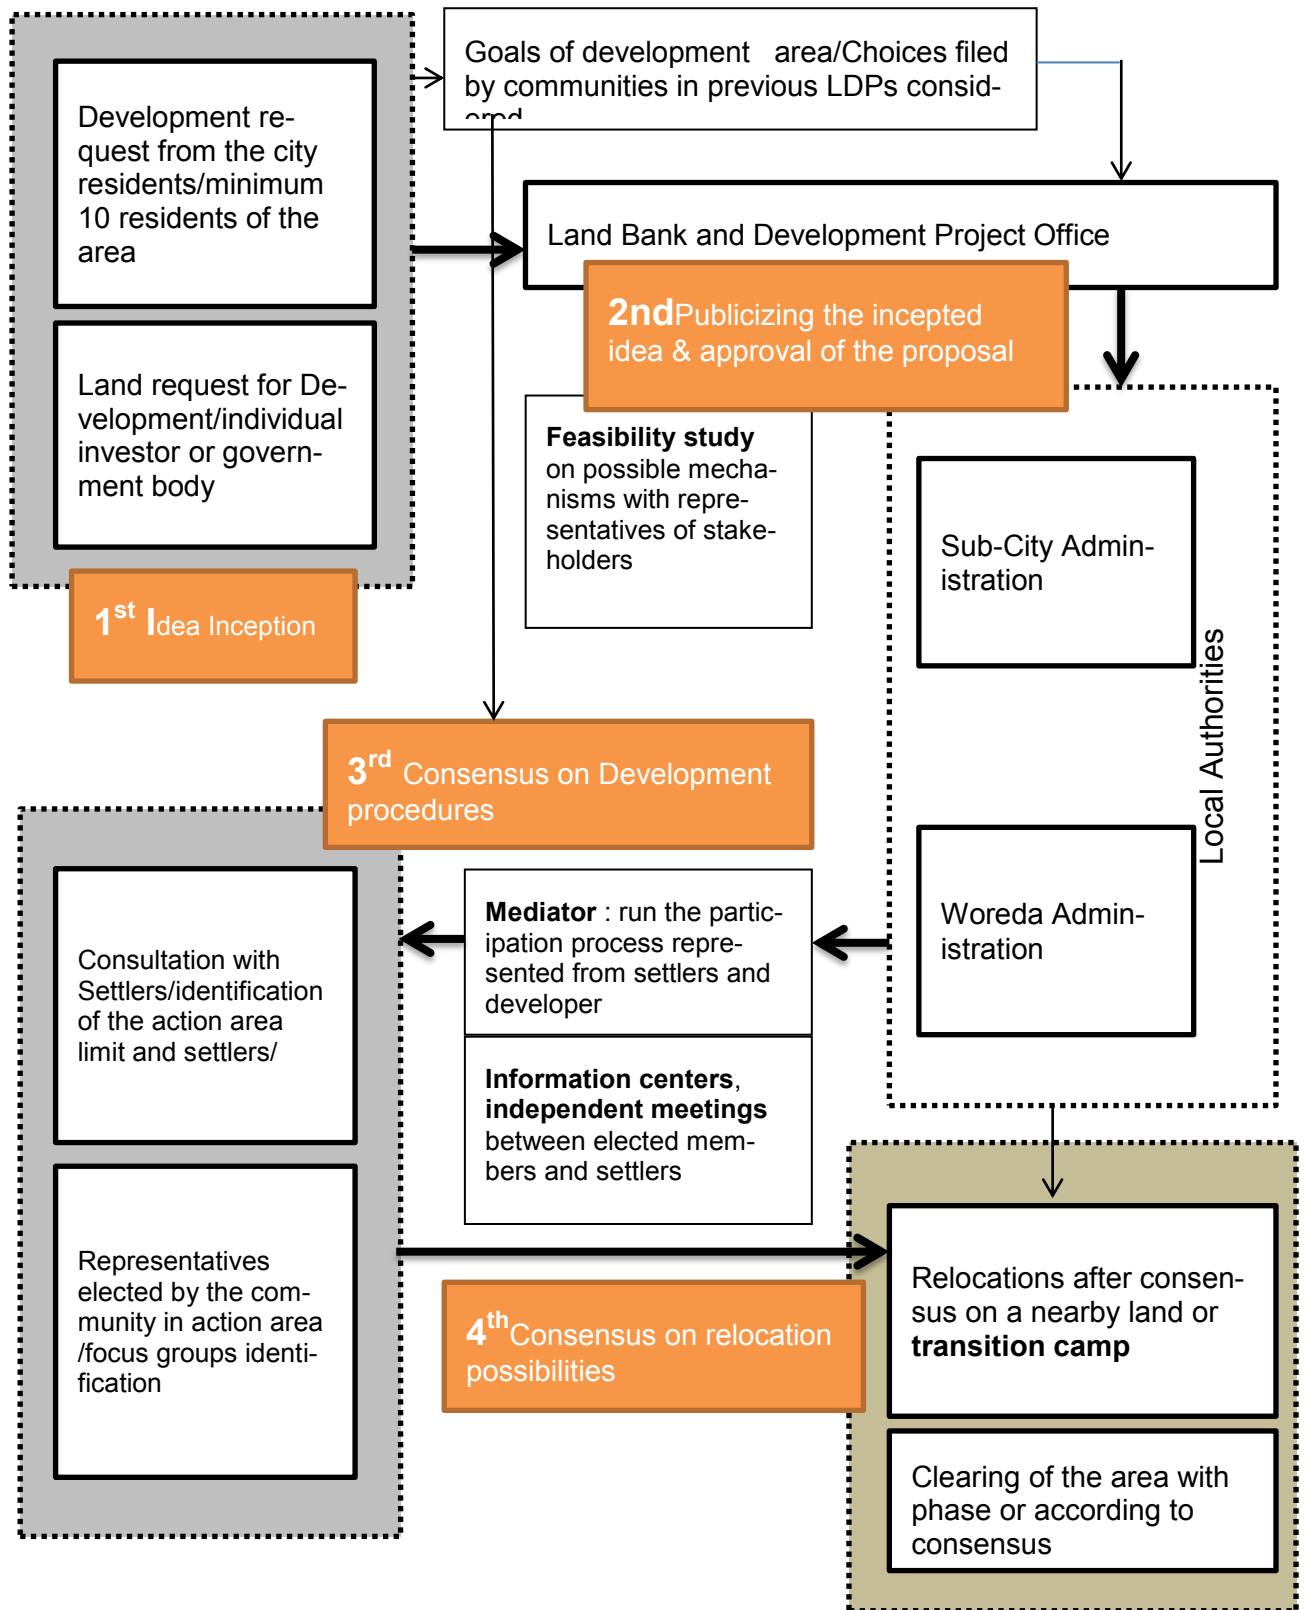 Goals of development area/Choices filed
by communities in previous LDPs consid-
ered
Development re-
quest from the city
residents/minimum
10 residents of the
area
Land Bank and Development Project Office
2ndPublicizing the incepted
idea & approval of the proposal
Land request for De-
velopment/individual
investor or govern-
ment body
1st Idea Inception
Feasibility study
on possible mecha-
nisms with repre-
sentatives of stake-
holders
Sub-City Admin-
istration
Local Authorities
3rd Consensus on Development
procedures
Woreda Admin-
istration
Mediator : run the partic-
ipation process repre-
sented from settlers and
developer
Consultation with
Settlers/identification
of the action area
limit and settlers/
Information centers,
independent meetings
between elected mem-
bers and settlers
Representatives
elected by the com-
munity in action area
/focus groups identi-
fication
4thConsensus on relocation
possibilities
Relocations after consen-
sus on a nearby land or
transition camp
Clearing of the area with
phase or according to
consensus